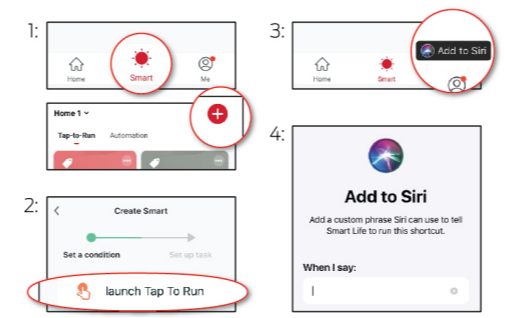 1:
Home
Smart
Me
Home 1
Tap-to-Run Automation
2:
Create Smart
Set a condition Set up task
launch Tap To Run
3:
Add to Siri
Home
Smart
4:
Add to Siri
Add a custom phrase Siri can use to tell
Smart Life to run this shortcut.
When I say: